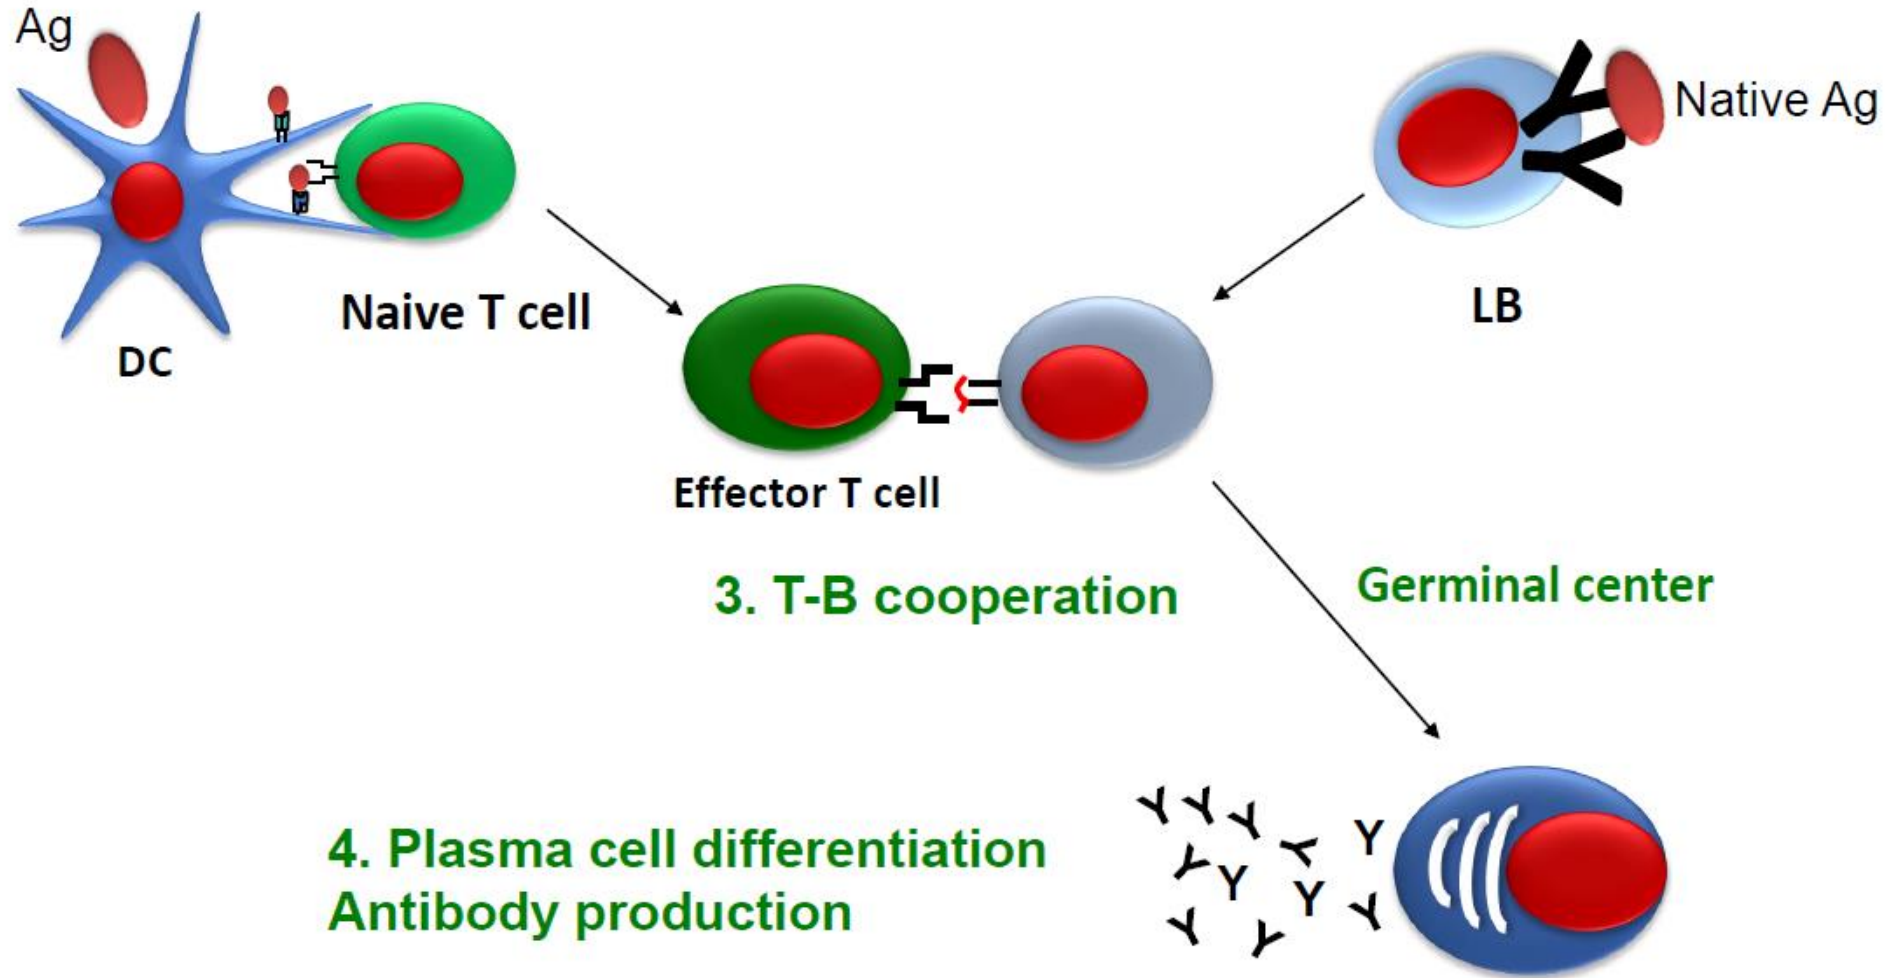 Ag
Native Ag
Naive T cell
LB
DC
Effector T cell
3. T-B cooperation
Germinal center
4. Plasma cell differentiation
Antibody production